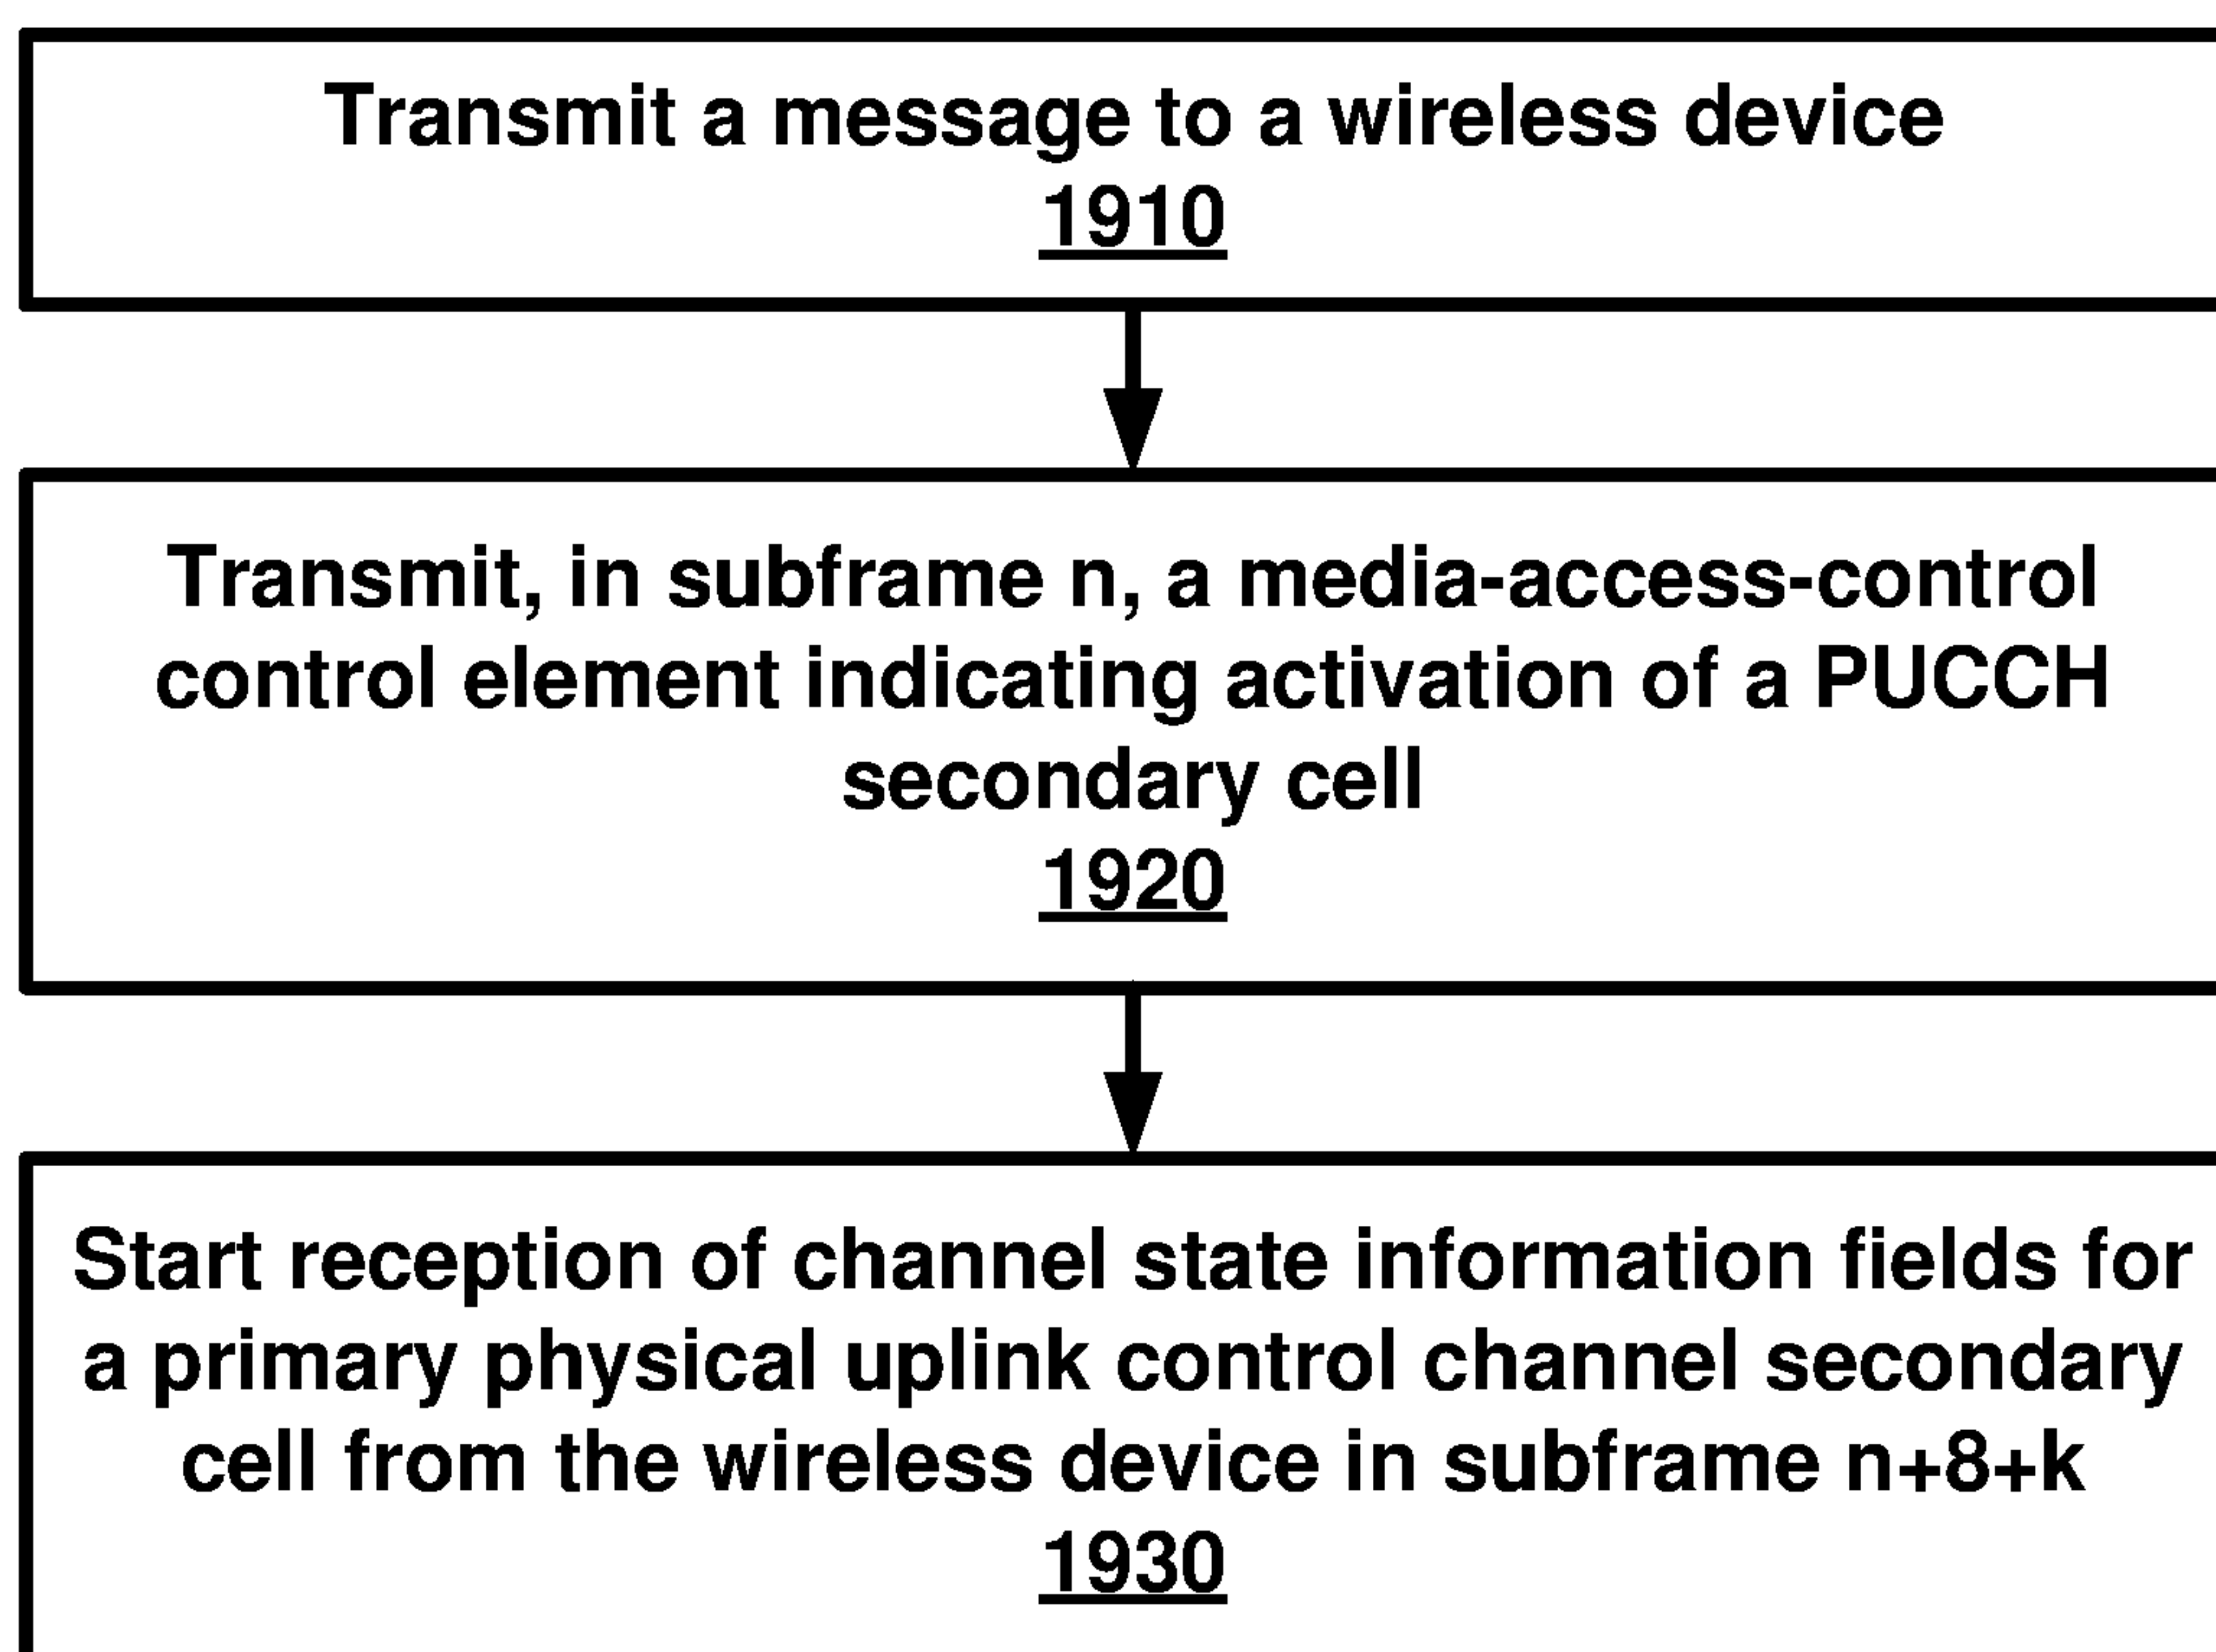 Transmit a message to a wireless device
1910
Transmit, in subframe n, a media-access-control
control element indicating activation of a PUCCH
secondary cell
1920
Start reception of channel state information fields for
a primary physical uplink control channel secondary
cell from the wireless device in subframe n+8+k
1930